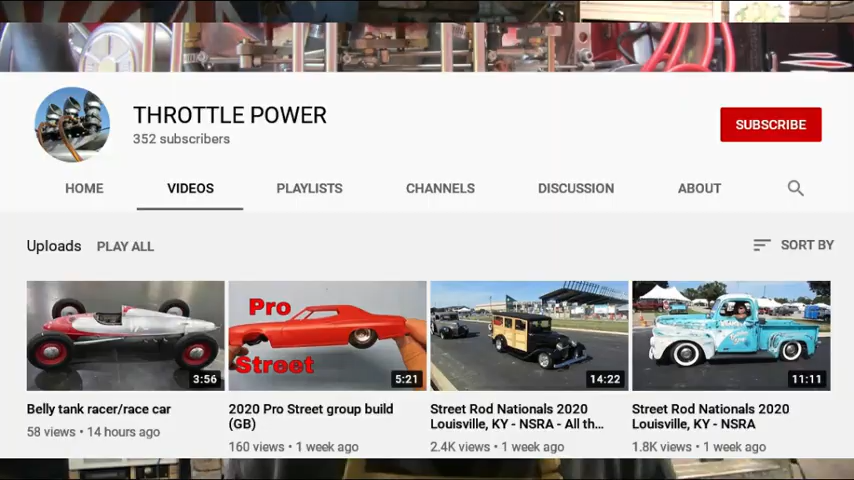 THROTTLE POWER
352 subscribers
SUBSCRIBE
HOME VIDEOS PLAYLISTS CHANNELS DISCUSSION ABOUT
Uploads PLAY ALL SORT BY
Pro
Street
3:56 5:21 14:22 11:11
Belly tank racer/race car
58 views • 14 hours ago
2020 Pro Street group build
(GB)
160 views • 1 week ago
Street Rod Nationals 2020
Louisville, KY - NSRA - All th...
2.4K views • 1 week ago
Street Rod Nationals 2020
Louisville, KY - NSRA
1.8K views • 1 week ago